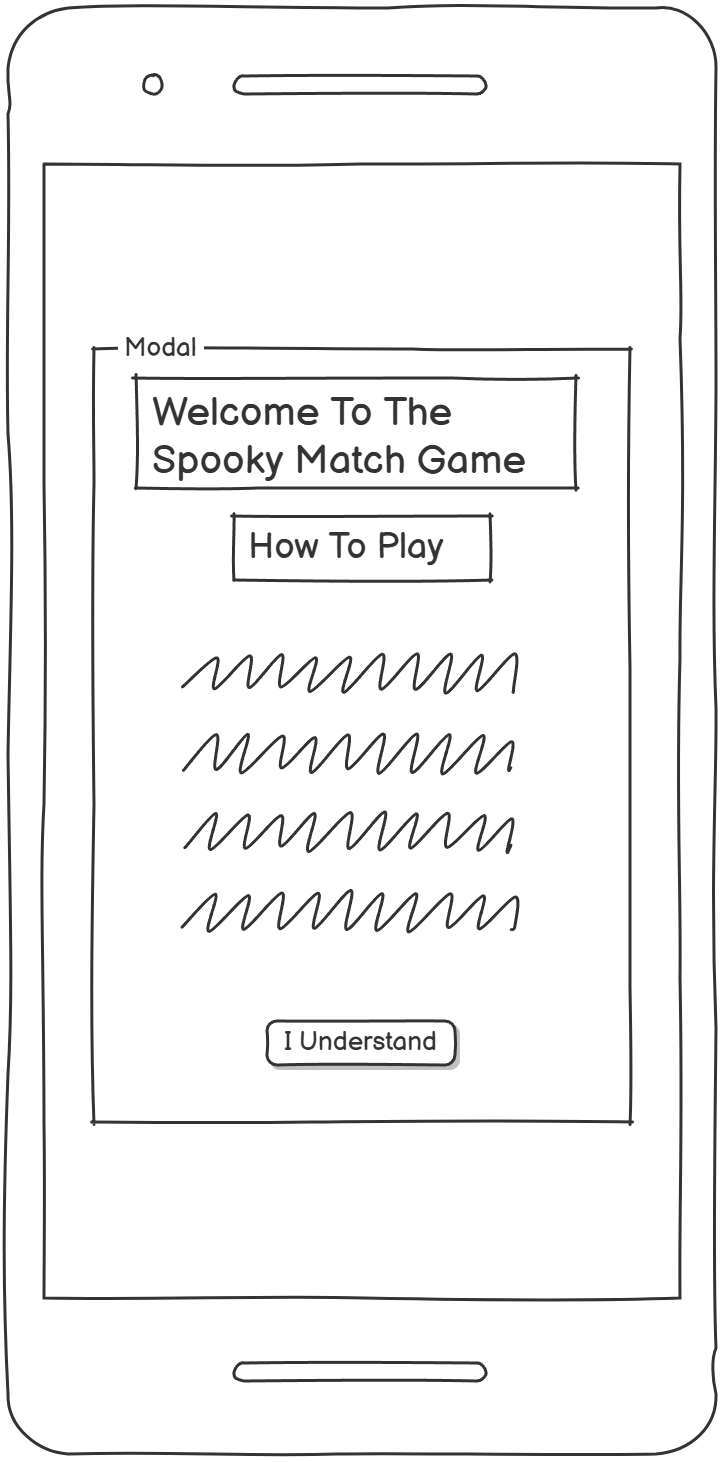 Modal
Welcome To The
Spooky Match Game
How To Play
I Understand